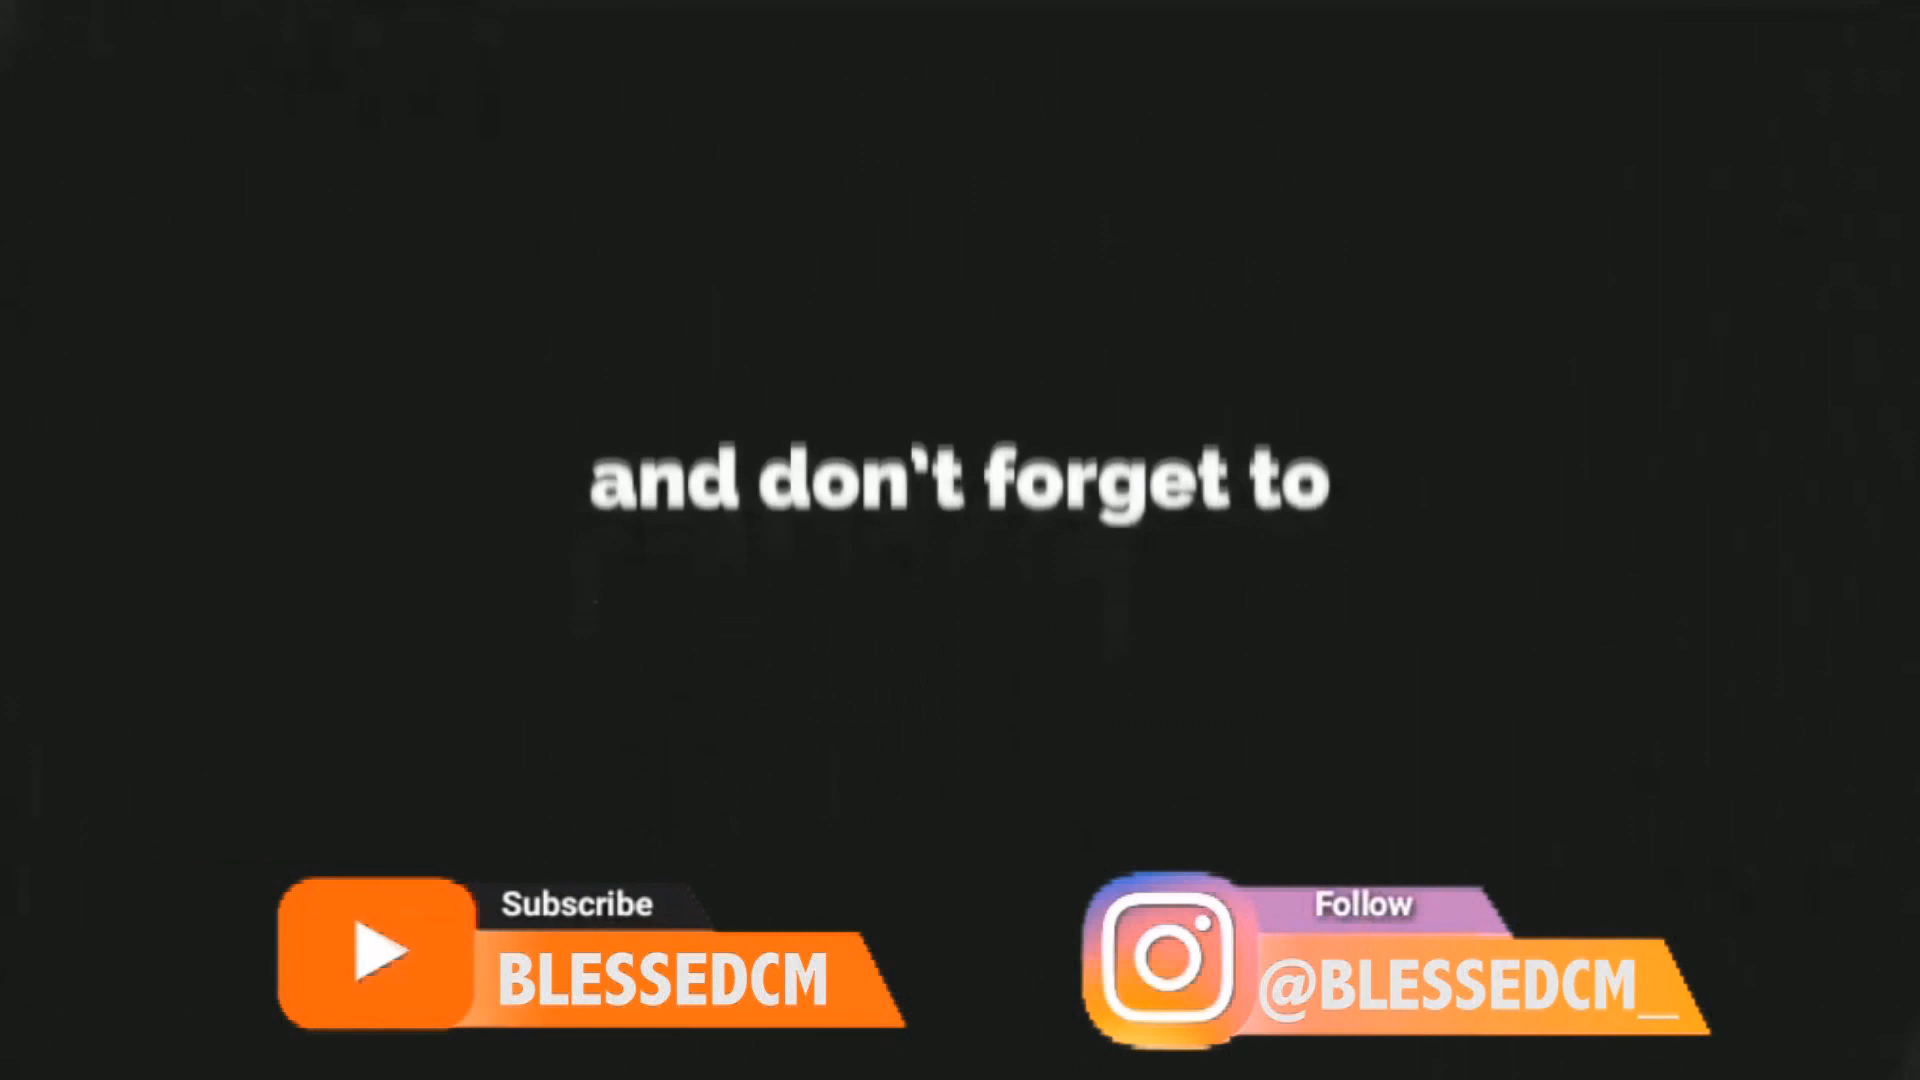 and don't forget to
Subscribe
BLESSEDCM
Follow
@BLESSEDCM_